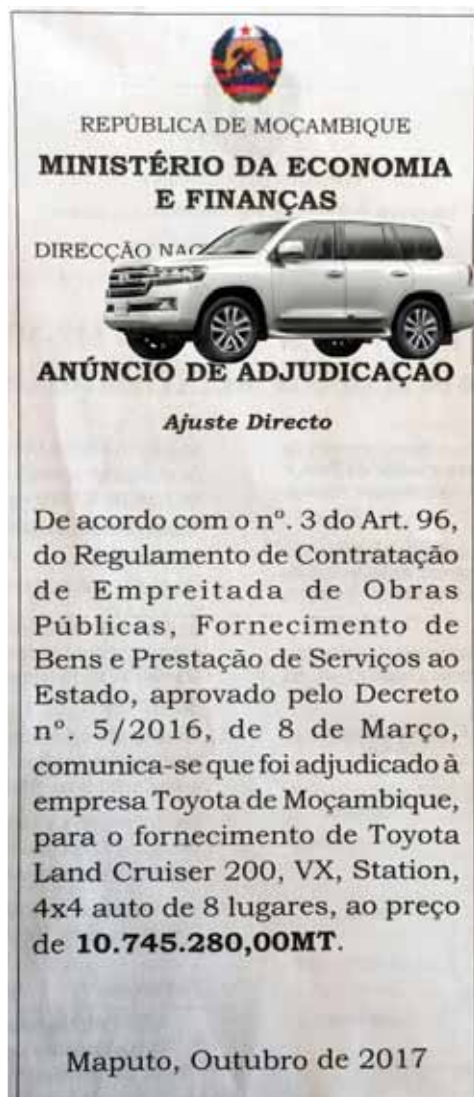 REPÚBLICA DE MOÇAMBIQUE
MINISTÉRIO DA ECONOMIA
E FINANÇAS
DIRECÇÃO
ANÚNCIO DE ADJUDICAÇÃO
Ajuste Directo
De acordo com o nº. 3 do Art. 96,
do Regulamento de Contratação
de Empreitada de Obras
Públicas, Fornecimento de
Bens e Prestação de Serviços ao
Estado, aprovado pelo Decreto
nº. 5/2016, de 8 de Março,
comunica-se que foi adjudicado à
empresa Toyota de Moçambique,
para o fornecimento de Toyota
Land Cruiser 200, VX, Station,
4x4 auto de 8 lugares, ao preço
de 10.745.280,00MT.
Maputo, Outubro de 2017